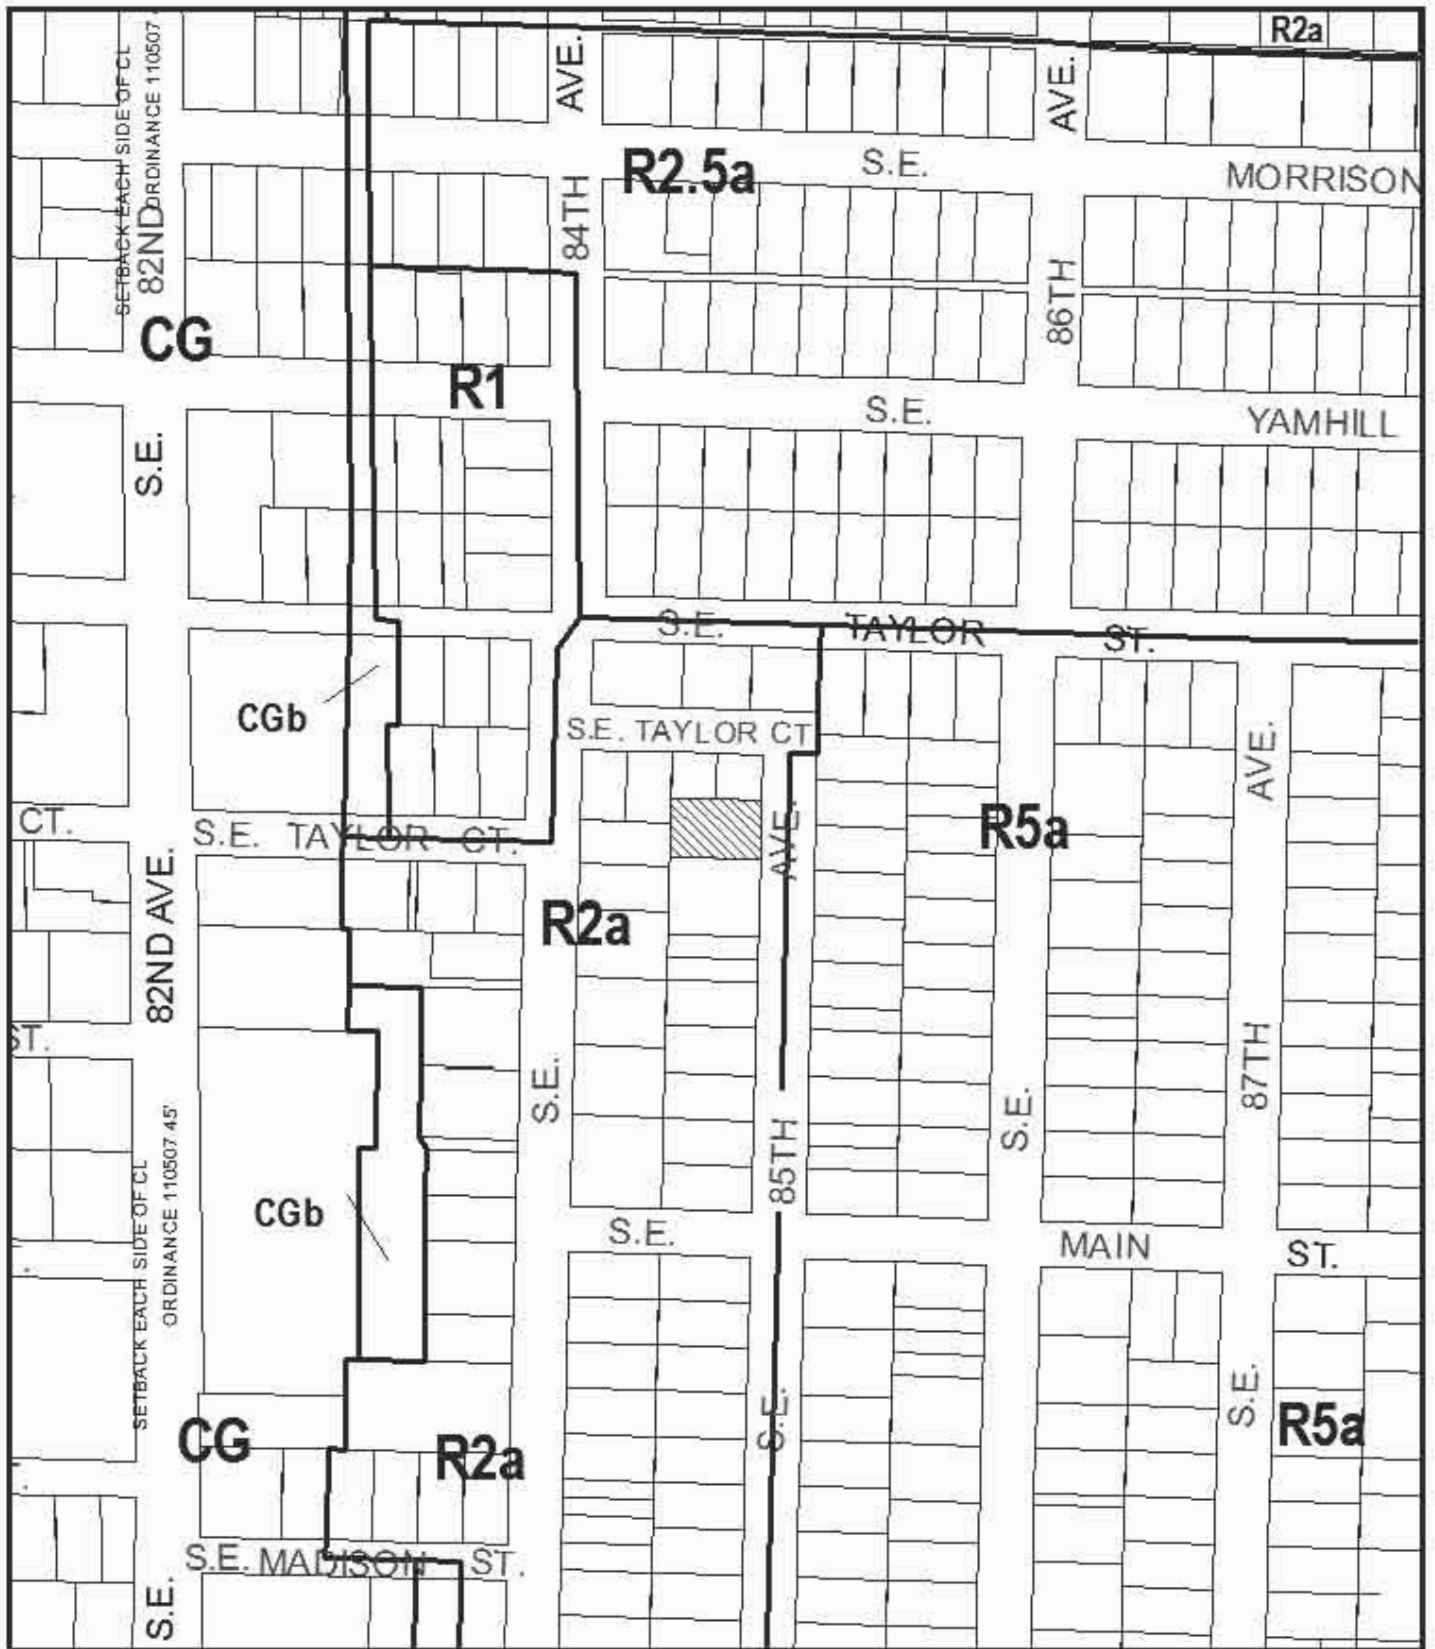 R2a
SETBACK EACH SIDE OF CL
ORDINANCE 110507
82ND
AVE.
AVE.
R2.5a
S.E.
MORRISON
84TH
86TH
CG
R1
S.E.
YAMHILL
S.E.
S.E.
TAYLOR
ST.
CGb
S.E. TAYLOR CT
AVE.
CT.
S.E. TAYLOR CT.
AVE.
R5a
82ND AVE.
R2a
ST.
S.E.
S.E.
87TH
85TH
SETBACK EACH SIDE OF CL
ORDINANCE 110507 45'
CGb
S.E.
MAIN
ST.
S.E.
S.E.
CG
R2a
R5a
S.E. MADISON ST.
S.E.